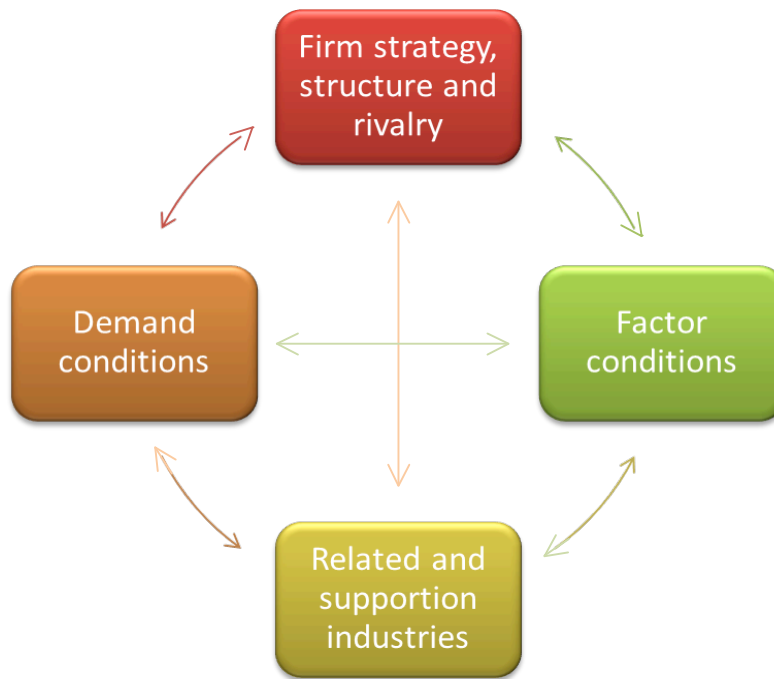 Firm strategy,
structure and
rivalry
Demand
conditions
Factor
conditions
Related and
supportion
industries